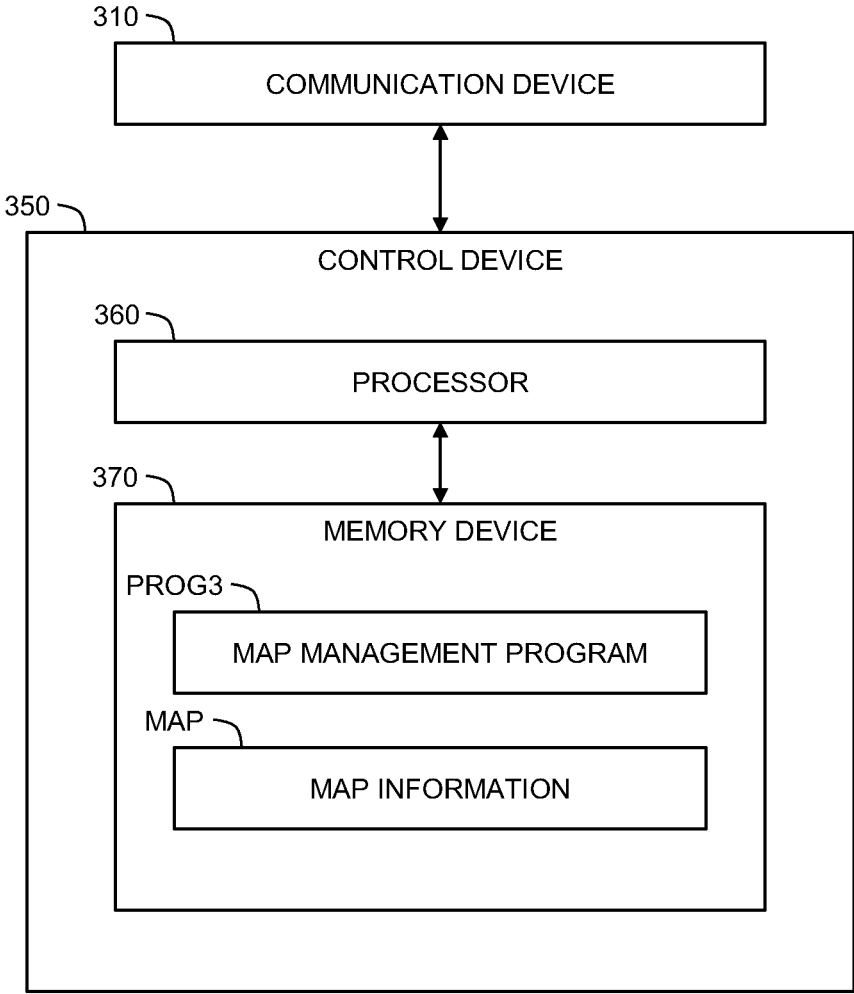 310
COMMUNICATION DEVICE
350
CONTROL DEVICE
360
PROCESSOR
370
MEMORY DEVICE
PROG3
MAP MANAGEMENT PROGRAM
MAP
MAP INFORMATION